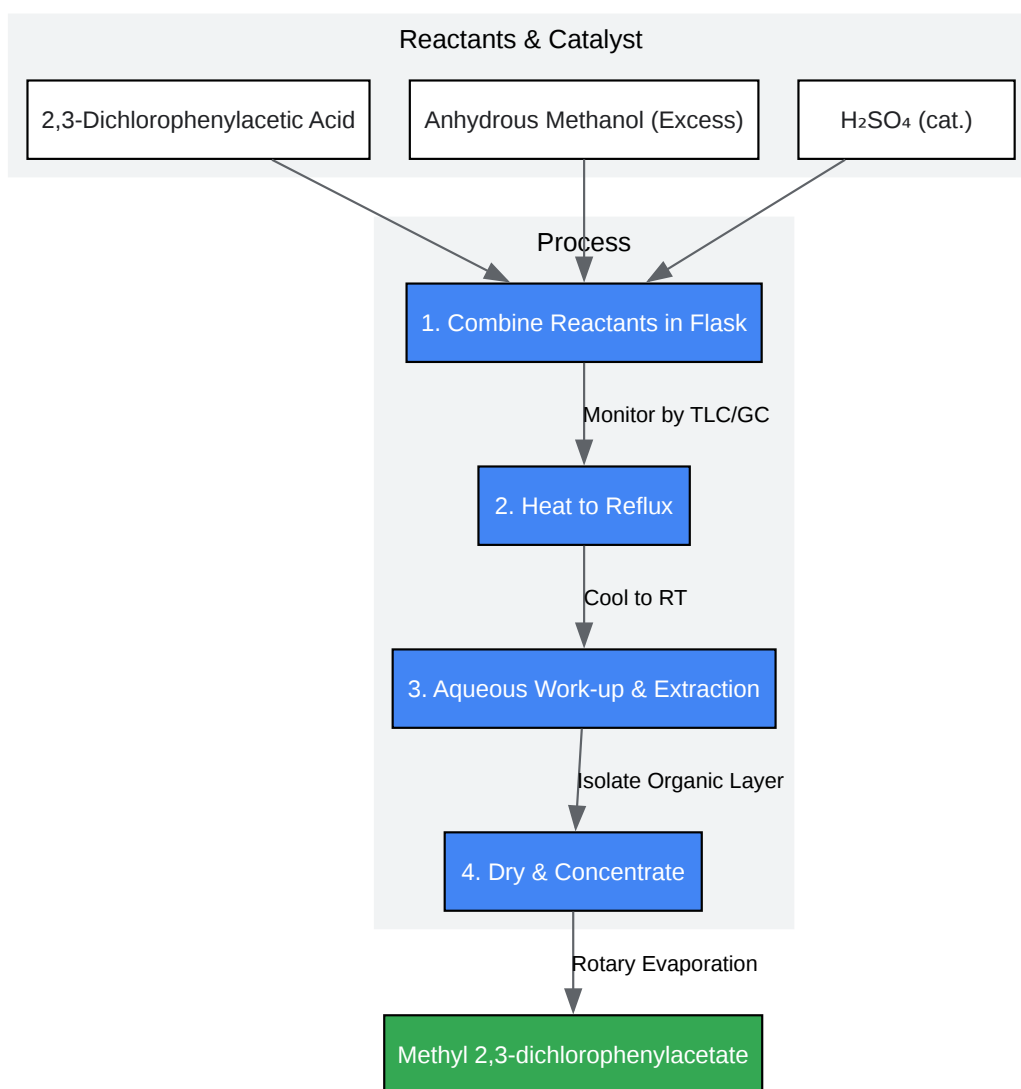 Reactants & Catalyst
2,3-Dichlorophenylacetic Acid
Anhydrous Methanol (Excess)
H₂SO₄ (cat.)
Process
1. Combine Reactants in Flask
Monitor by TLC/GC
2. Heat to Reflux
Cool to RT
3. Aqueous Work-up & Extraction
Isolate Organic Layer
4. Dry & Concentrate
Rotary Evaporation
Methyl 2,3-dichlorophenylacetate